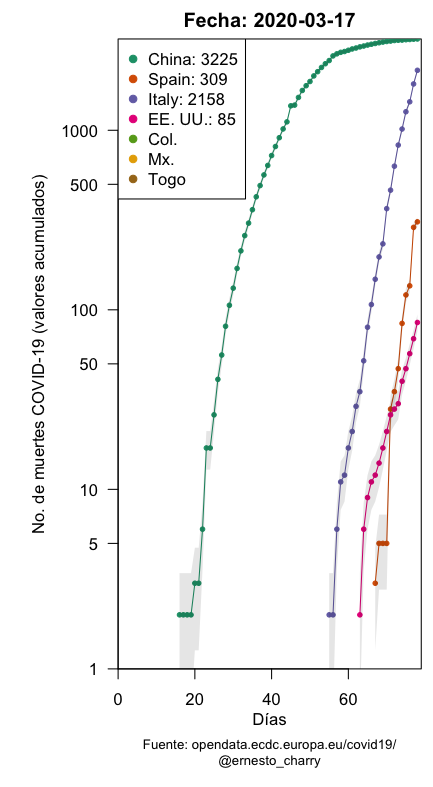 Fecha: 2020-03-17
China: 3225
Spain: 309
Italy: 2158
EE. UU.: 85
Col.
Mx.
Togo
No. de muertes COVID-19 (valores acumulados)
1000
500
100
50
10
5
1
0
20
40
60
Días
Fuente: opendata.ecdc.europa.eu/covid19/
@ernesto_charry